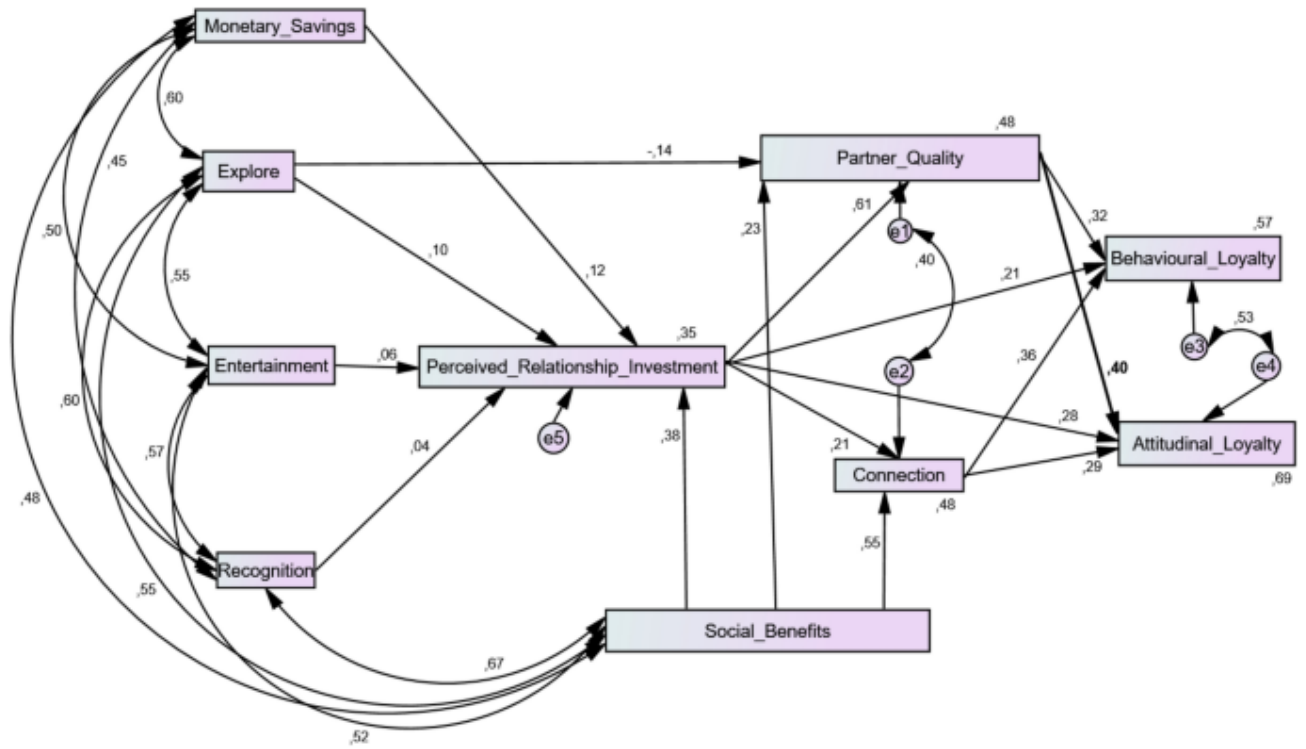 Monetary_Savings
,60
,48
Explore
-,14
Partner_Quality
,45
,61
,32
,57
e1
,50
,23
Behavioural_Loyalty
,10
,40
,21
,55
,12
,53
,35
e3
Entertainment
,06
Perceived_Relationship_Investment
,36
e4
e2
,40
,60
,28
e5
,38
,04
,21
Attitudinal_Loyalty
,57
Connection
,29
,69
,48
,48
,55
Recognition
,55
Social_Benefits
,67
,52